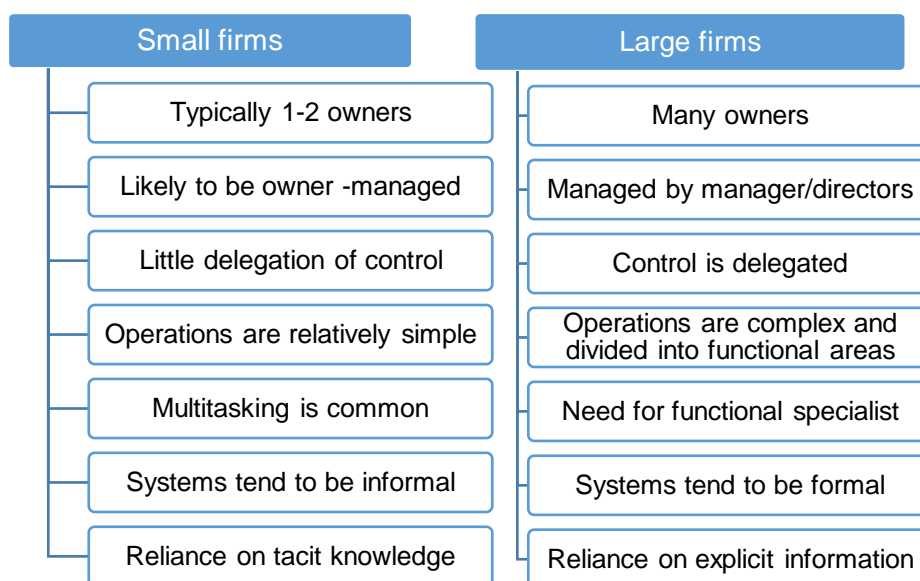 Small firms
Typically 1-2 owners
Likely to be owner -managed
Little delegation of control
Operations are relatively simple
Multitasking is common
Systems tend to be informal
Reliance on tacit knowledge
Large firms
Many owners
Managed by manager/directors
Control is delegated
Operations are complex and
divided into functional areas
Need for functional specialist
Systems tend to be formal
Reliance on explicit information